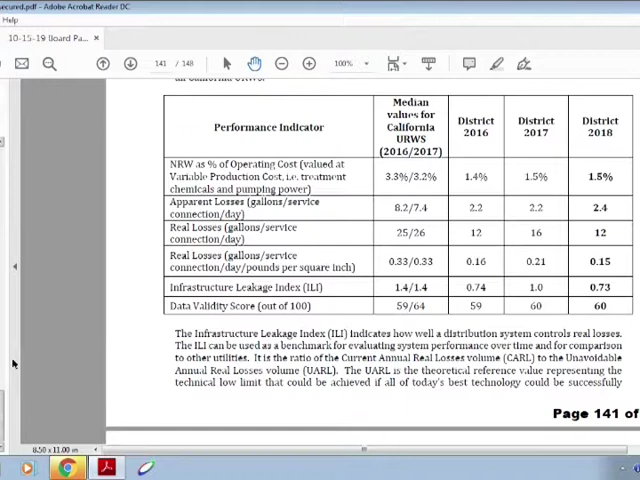 secured.pdf - Adobe Acrobat Reader DC
Help
10-15-19 Board Pa... ×
141 / 148
100%
all California URWS.
Performance Indicator
Median values for California URWS (2016/2017)
District 2016
District 2017
District 2018
NRW as % of Operating Cost (valued at Variable Production Cost, i.e. treatment chemicals and pumping power)
3.3%/3.2%
1.4%
1.5%
1.5%
Apparent Losses (gallons/service connection/day)
8.2/7.4
2.2
2.2
2.4
Real Losses (gallons/service connection/day)
25/26
12
16
12
Real Losses (gallons/service connection/day/pounds per square inch)
0.33/0.33
0.16
0.21
0.15
Infrastructure Leakage Index (ILI)
1.4/1.4
0.74
1.0
0.73
Data Validity Score (out of 100)
59/64
59
60
60
The Infrastructure Leakage Index (ILI) indicates how well a distribution system controls real losses.
The ILI can be used as a benchmark for evaluating system performance over time and for comparison
to other utilities. It is the ratio of the Current Annual Real Losses volume (CARL) to the Unavoidable
Annual Real Losses volume (UARL). The UARL is the theoretical reference value representing the
technical low limit that could be achieved if all of today's best technology could be successfully
Page 141 of
8.50 x 11.00 in